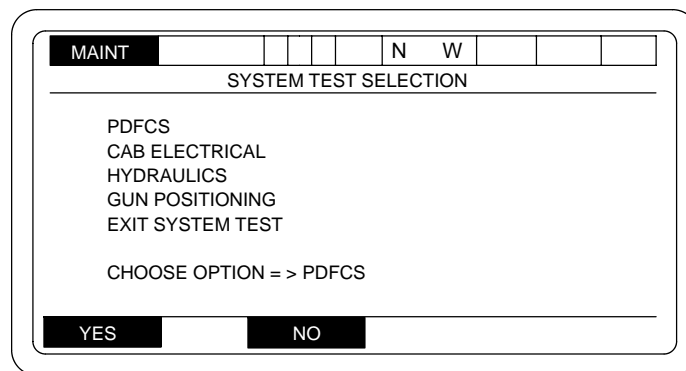 MAINT N W
SYSTEM TEST SELECTION
PDFCS
CAB ELECTRICAL
HYDRAULICS
GUN POSITIONING
EXIT SYSTEM TEST
CHOOSE OPTION = > PDFCS
YES NO